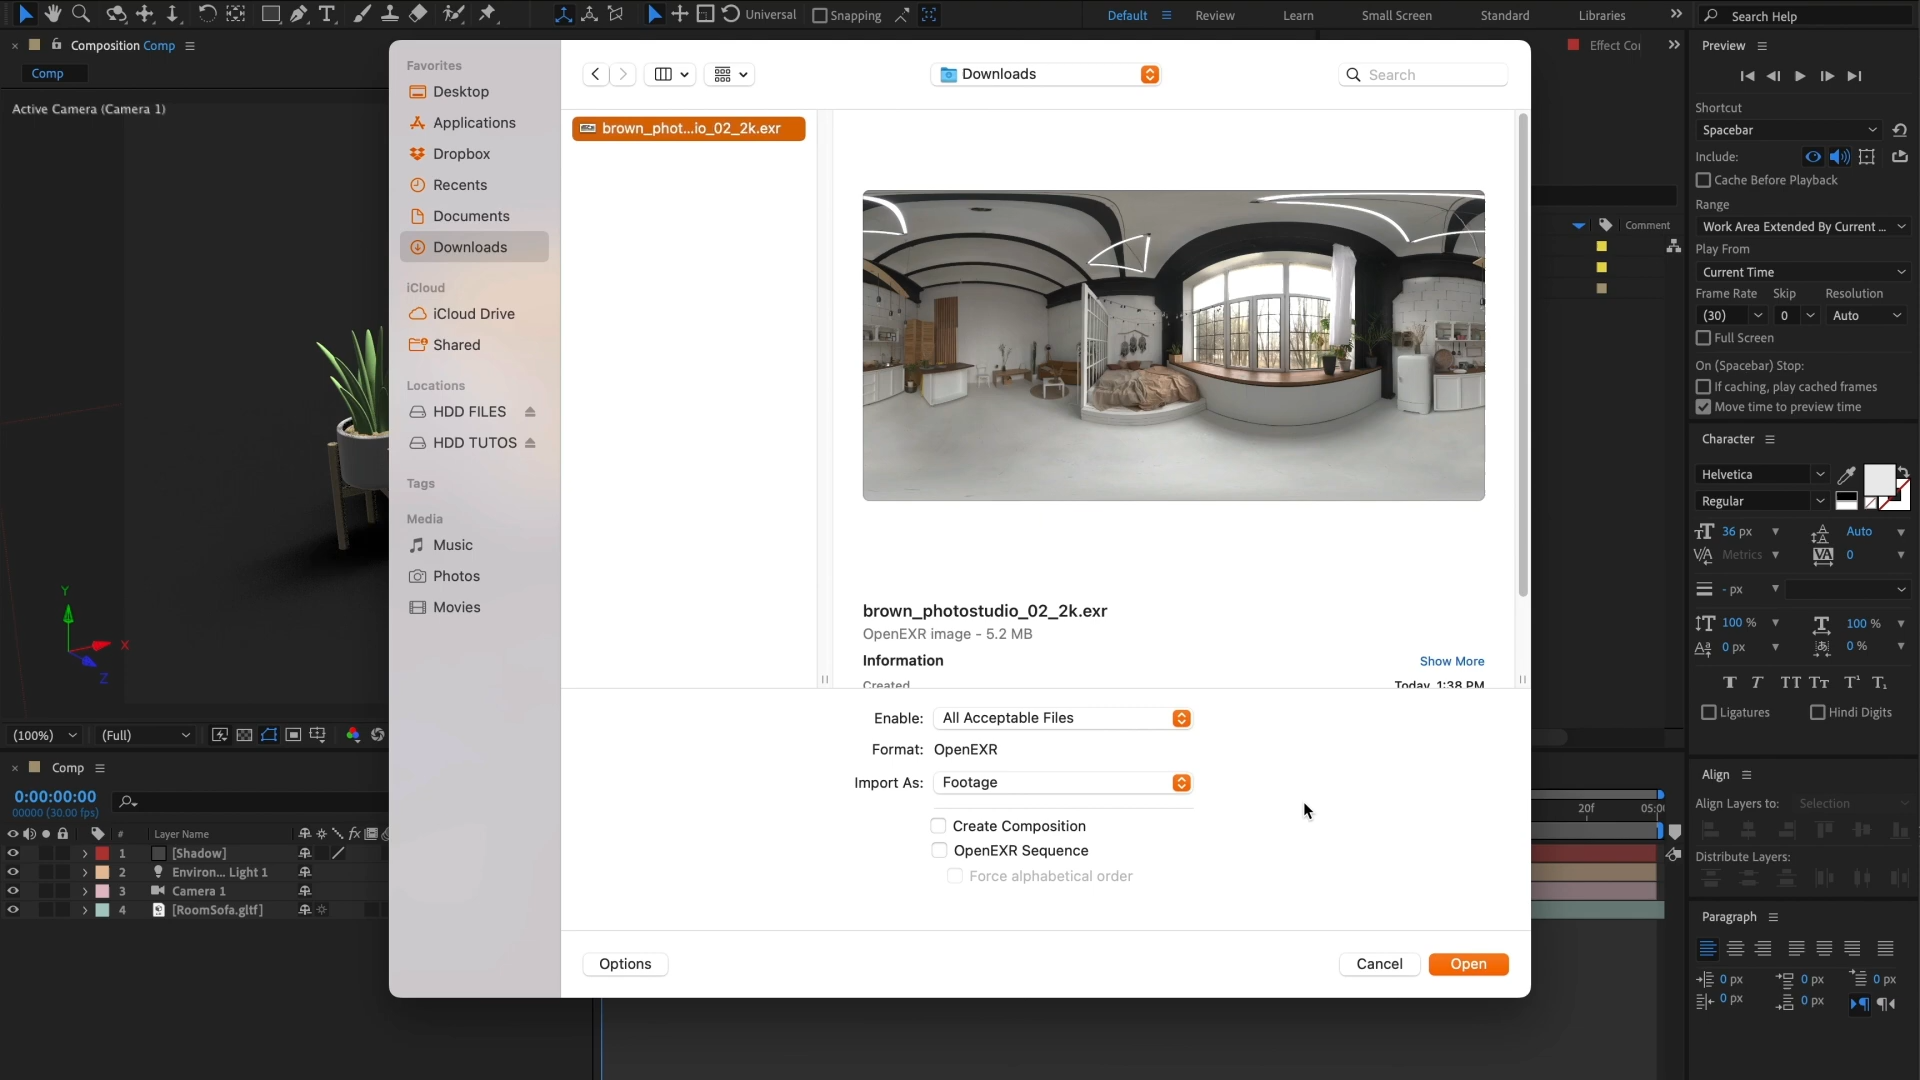 Universal
Snapping
Default
Review
Learn
Small Screen
Standard
Libraries
Search Help
Composition Comp
Comp
Active Camera (Camera 1)
Y
X
Z
(100%)
(Full)
Favorites
Desktop
Applications
Dropbox
Recents
Documents
Downloads
iCloud
iCloud Drive
Shared
Locations
HDD FILES
HDD TUTOS
Tags
Media
Music
Photos
Movies
Downloads
Search
brown_phot...io_02_2k.exr
brown_photostudio_02_2k.exr
OpenEXR image - 5.2 MB
Information
Show More
Created
Today, 1:38 PM
Enable: All Acceptable Files
Format: OpenEXR
Import As: Footage
Create Composition
OpenEXR Sequence
Force alphabetical order
Options
Cancel
Open
Effect Co
Comment
Preview
Shortcut
Spacebar
Include:
Cache Before Playback
Range
Work Area Extended By Current ...
Play From
Current Time
Frame Rate Skip Resolution
(30) 0 Auto
Full Screen
On (Spacebar) Stop:
If caching, play cached frames
Move time to preview time
Character
Helvetica
Regular
36 px Auto
Metrics 0
- px
100 % 100 %
0 px 0 %
Ligatures
Hindi Digits
Align
Align Layers to: Selection
Distribute Layers:
Paragraph
0 px 0 px 0 px
0 px 0 px
Comp
0:00:00:00
00000 (30.00 fps)
# Layer Name
1 [Shadow]
2 Environ... Light 1
3 Camera 1
4 [RoomSofa.gltf]
20f
05:0